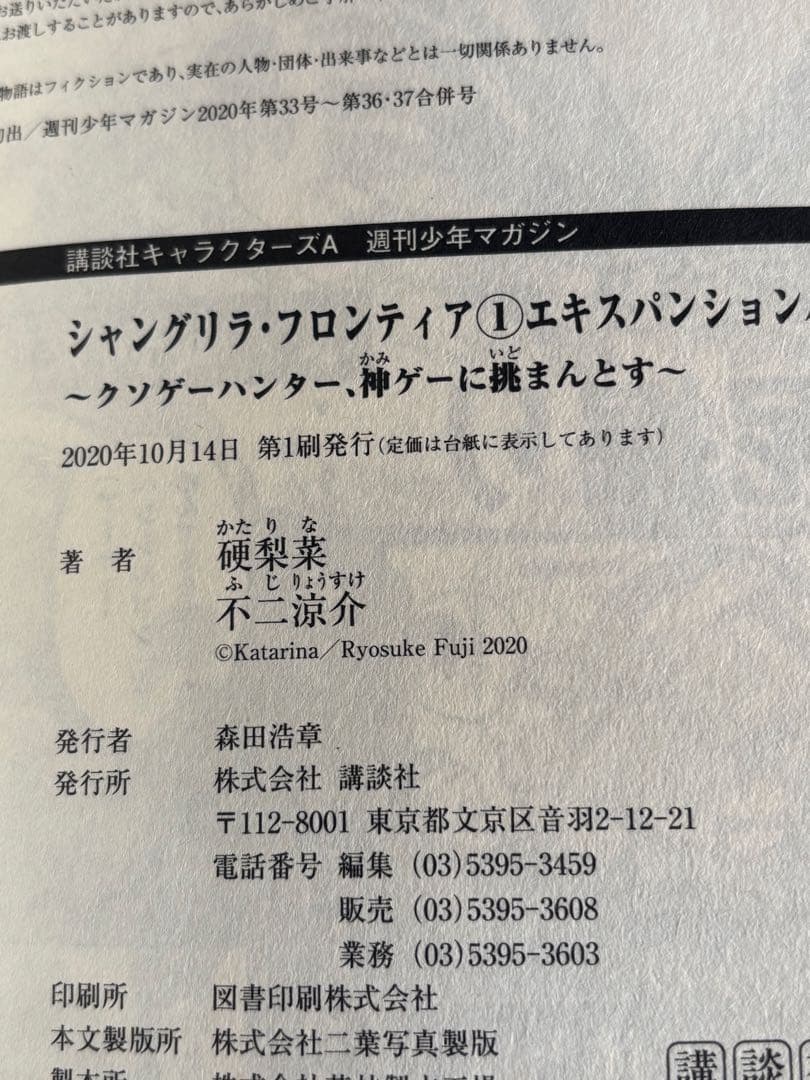 お渡しすることがありますので、あらかじめご了承
物語はフィクションであり、実在の人物・団体・出来事などとは一切関係ありません。
初出／週刊少年マガジン2020年第33号～第36・37合併号
講談社キャラクターズA 週刊少年マガジン
シャングリラ・フロンティア①エキスパンション
～クソゲーハンター、神ゲーに挑まんとす～
2020年10月14日 第1刷発行（定価は台紙に表示してあります）
著 者 硬梨菜
不二涼介
©Katarina／Ryosuke Fuji 2020
発行者 森田浩章
発行所 株式会社 講談社
〒112-8001 東京都文京区音羽2-12-21
電話番号 編集 (03)5395-3459
販売 (03)5395-3608
業務 (03)5395-3603
印刷所 図書印刷株式会社
本文製版所 株式会社二葉写真製版
製本所
講談